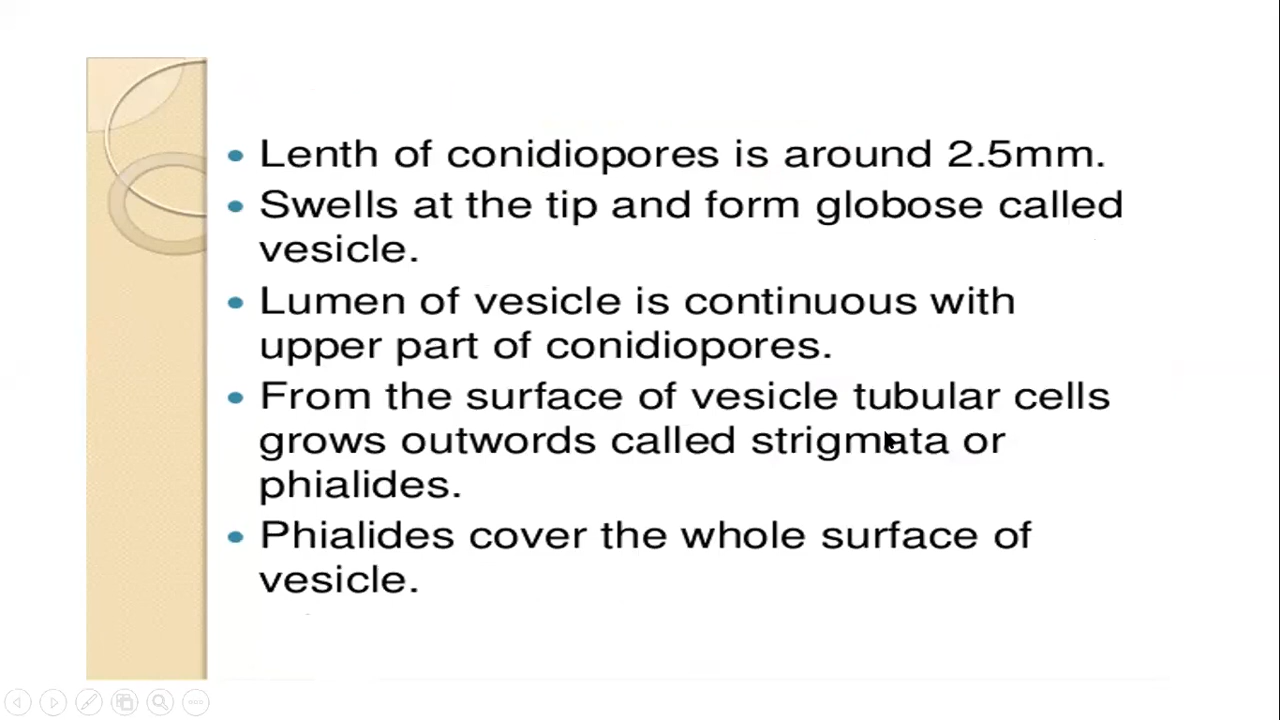 • Lenth of conidiopores is around 2.5mm.
• Swells at the tip and form globose called
vesicle.
• Lumen of vesicle is continuous with
upper part of conidiopores.
• From the surface of vesicle tubular cells
grows outwords called strigmata or
phialides.
• Phialides cover the whole surface of
vesicle.